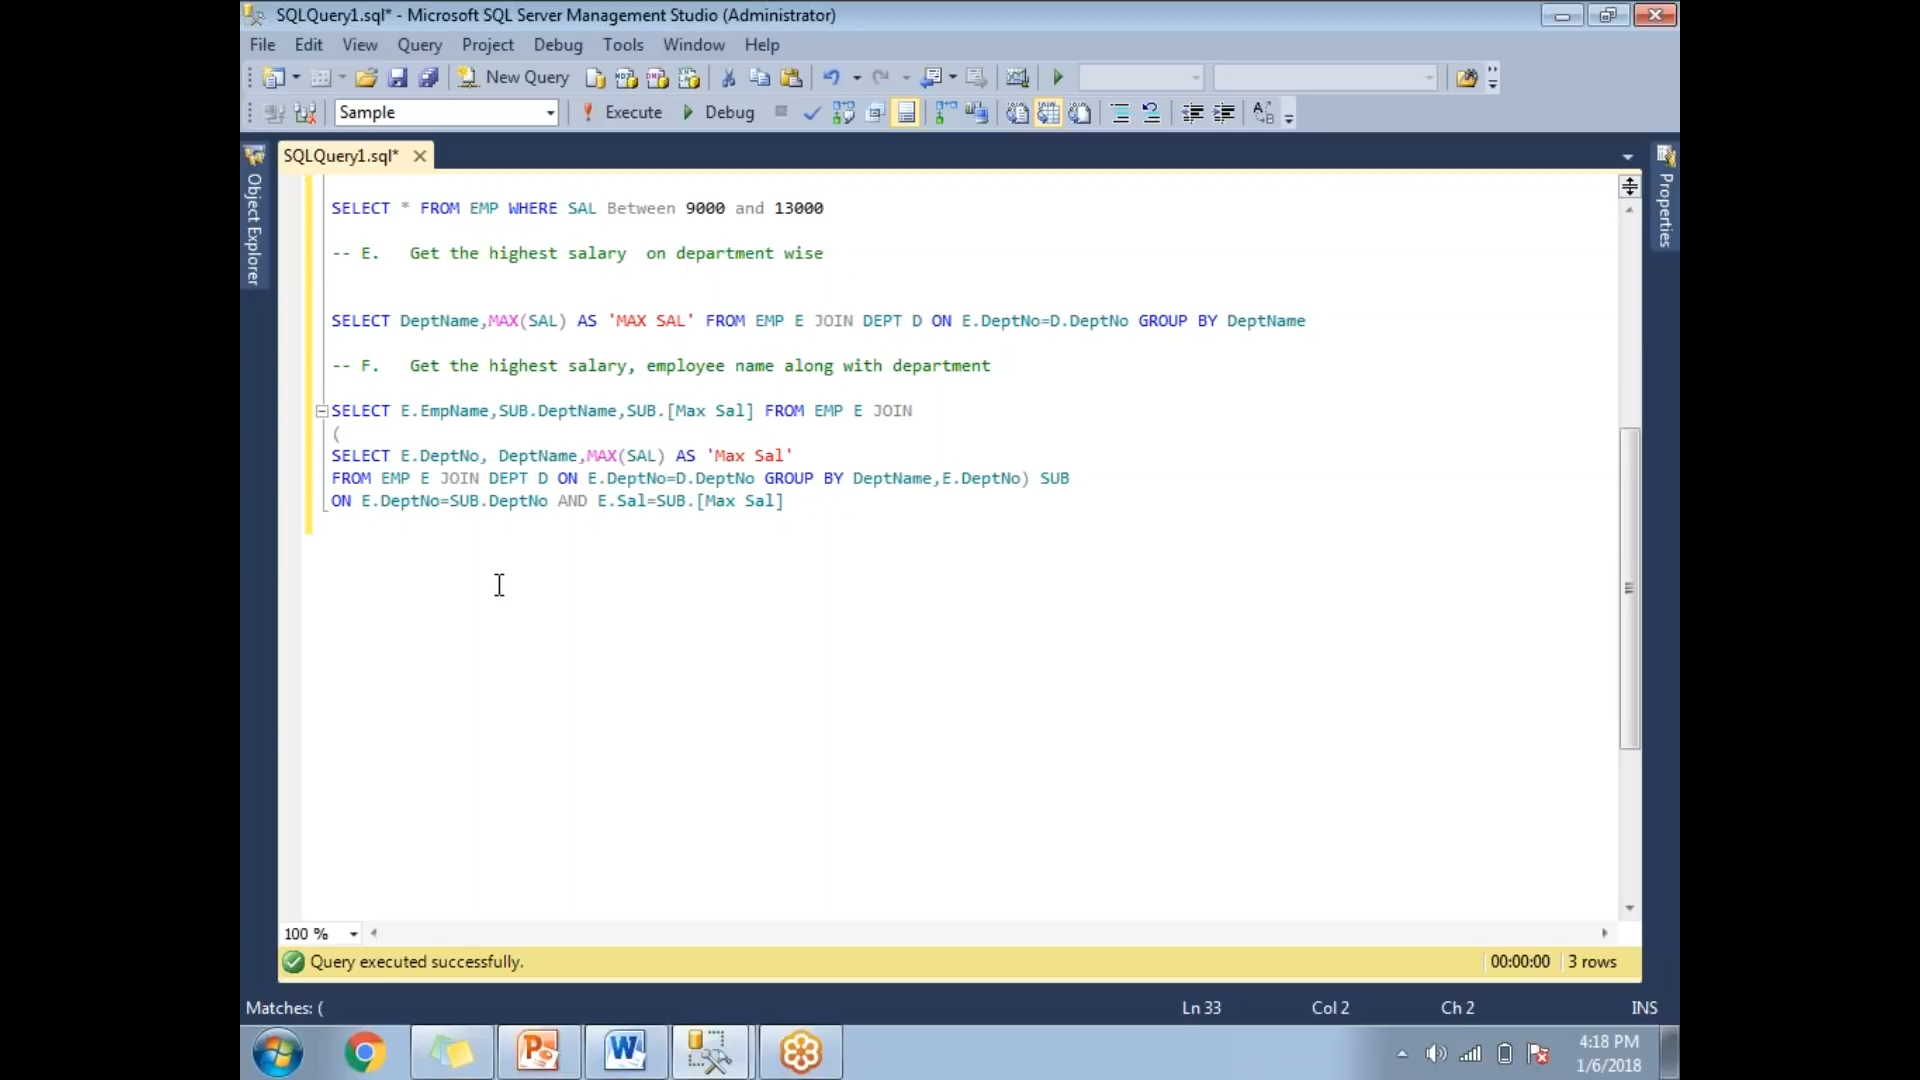 SQLQuery1.sql* - Microsoft SQL Server Management Studio (Administrator)
File Edit View Query Project Debug Tools Window Help
New Query
Sample Execute Debug
SQLQuery1.sql*
Object Explorer
Properties
SELECT * FROM EMP WHERE SAL Between 9000 and 13000
-- E. Get the highest salary on department wise
SELECT DeptName,MAX(SAL) AS 'MAX SAL' FROM EMP E JOIN DEPT D ON E.DeptNo=D.DeptNo GROUP BY DeptName
-- F. Get the highest salary, employee name along with department
SELECT E.EmpName,SUB.DeptName,SUB.[Max Sal] FROM EMP E JOIN
(
SELECT E.DeptNo, DeptName,MAX(SAL) AS 'Max Sal'
FROM EMP E JOIN DEPT D ON E.DeptNo=D.DeptNo GROUP BY DeptName,E.DeptNo) SUB
ON E.DeptNo=SUB.DeptNo AND E.Sal=SUB.[Max Sal]
100 %
Query executed successfully. 00:00:00 3 rows
Matches: ( Ln 33 Col 2 Ch 2 INS
4:18 PM
1/6/2018